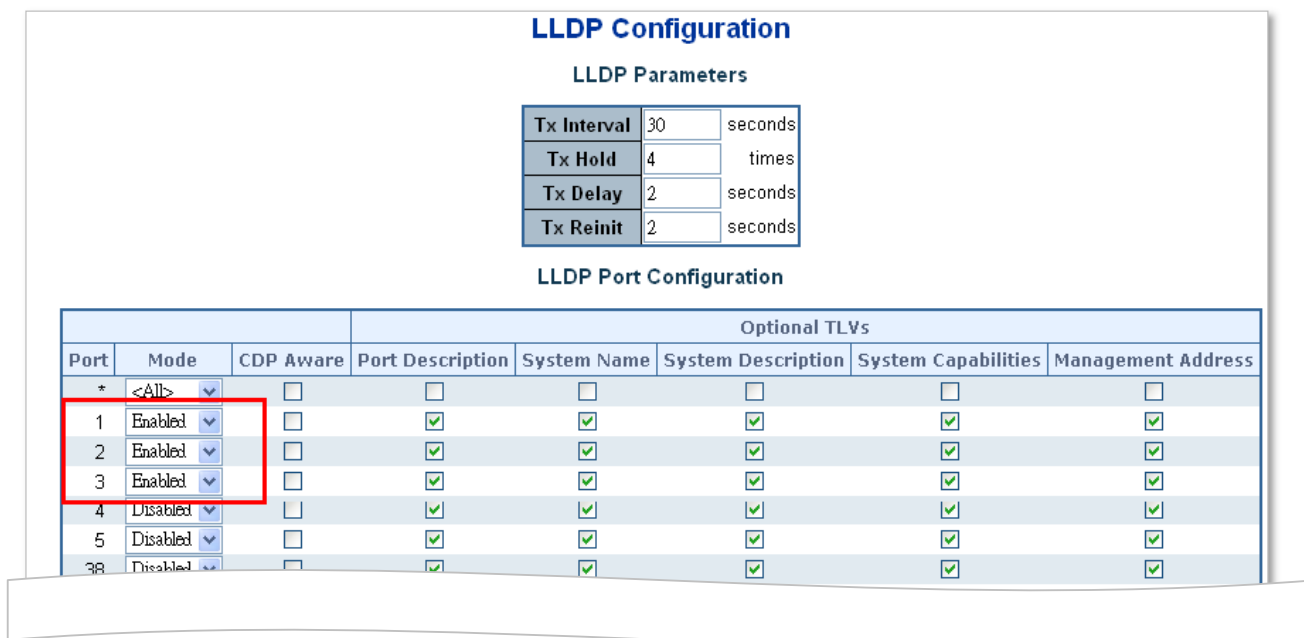 LLDP Configuration
LLDP Parameters
Tx Interval 30 seconds
Tx Hold 4 times
Tx Delay 2 seconds
Tx Reinit 2 seconds
LLDP Port Configuration
Optional TLVs
Port Mode CDP Aware Port Description System Name System Description System Capabilities Management Address
* <All>
1 Enabled
2 Enabled
3 Enabled
4 Disabled
5 Disabled
38 Disabled